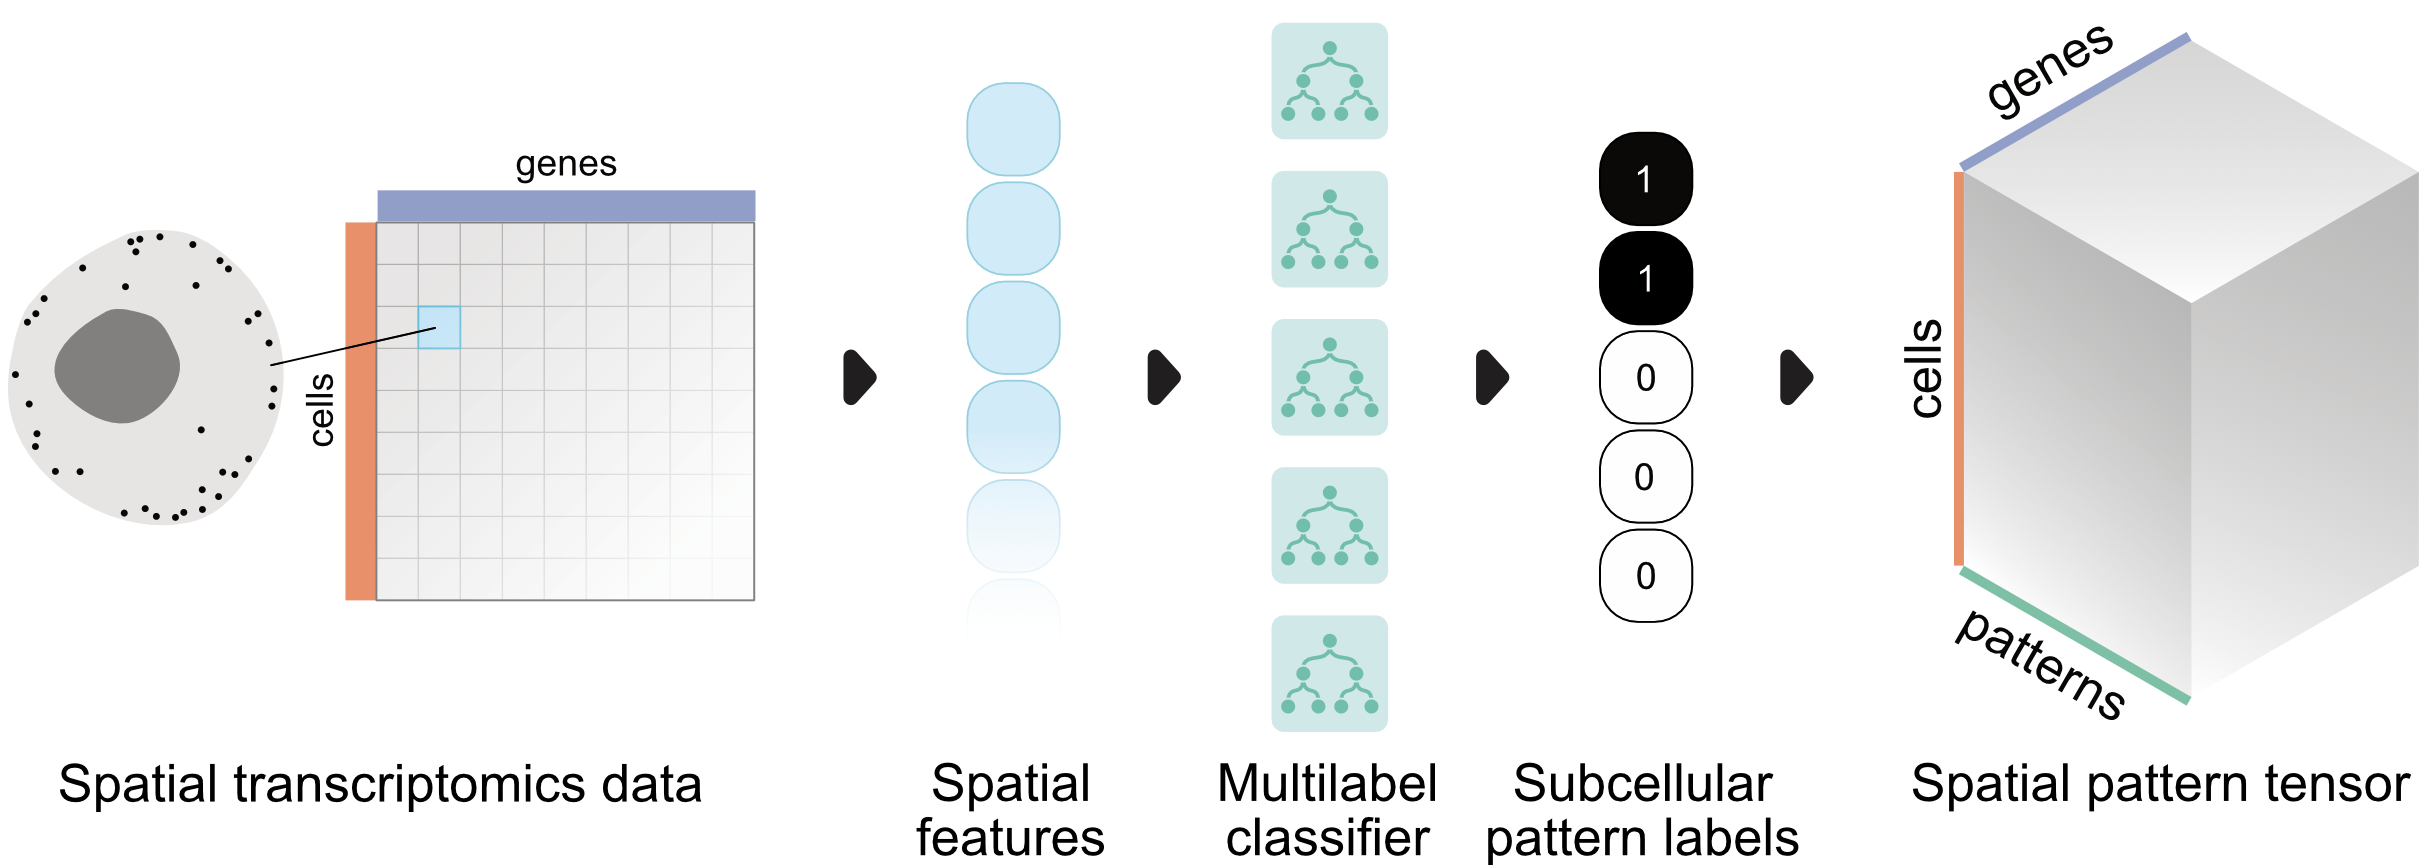 genes
cells
1
1
0
0
0
genes
cells
patterns
Spatial transcriptomics data
Spatial
features
Multilabel
classifier
Subcellular
pattern labels
Spatial pattern tensor